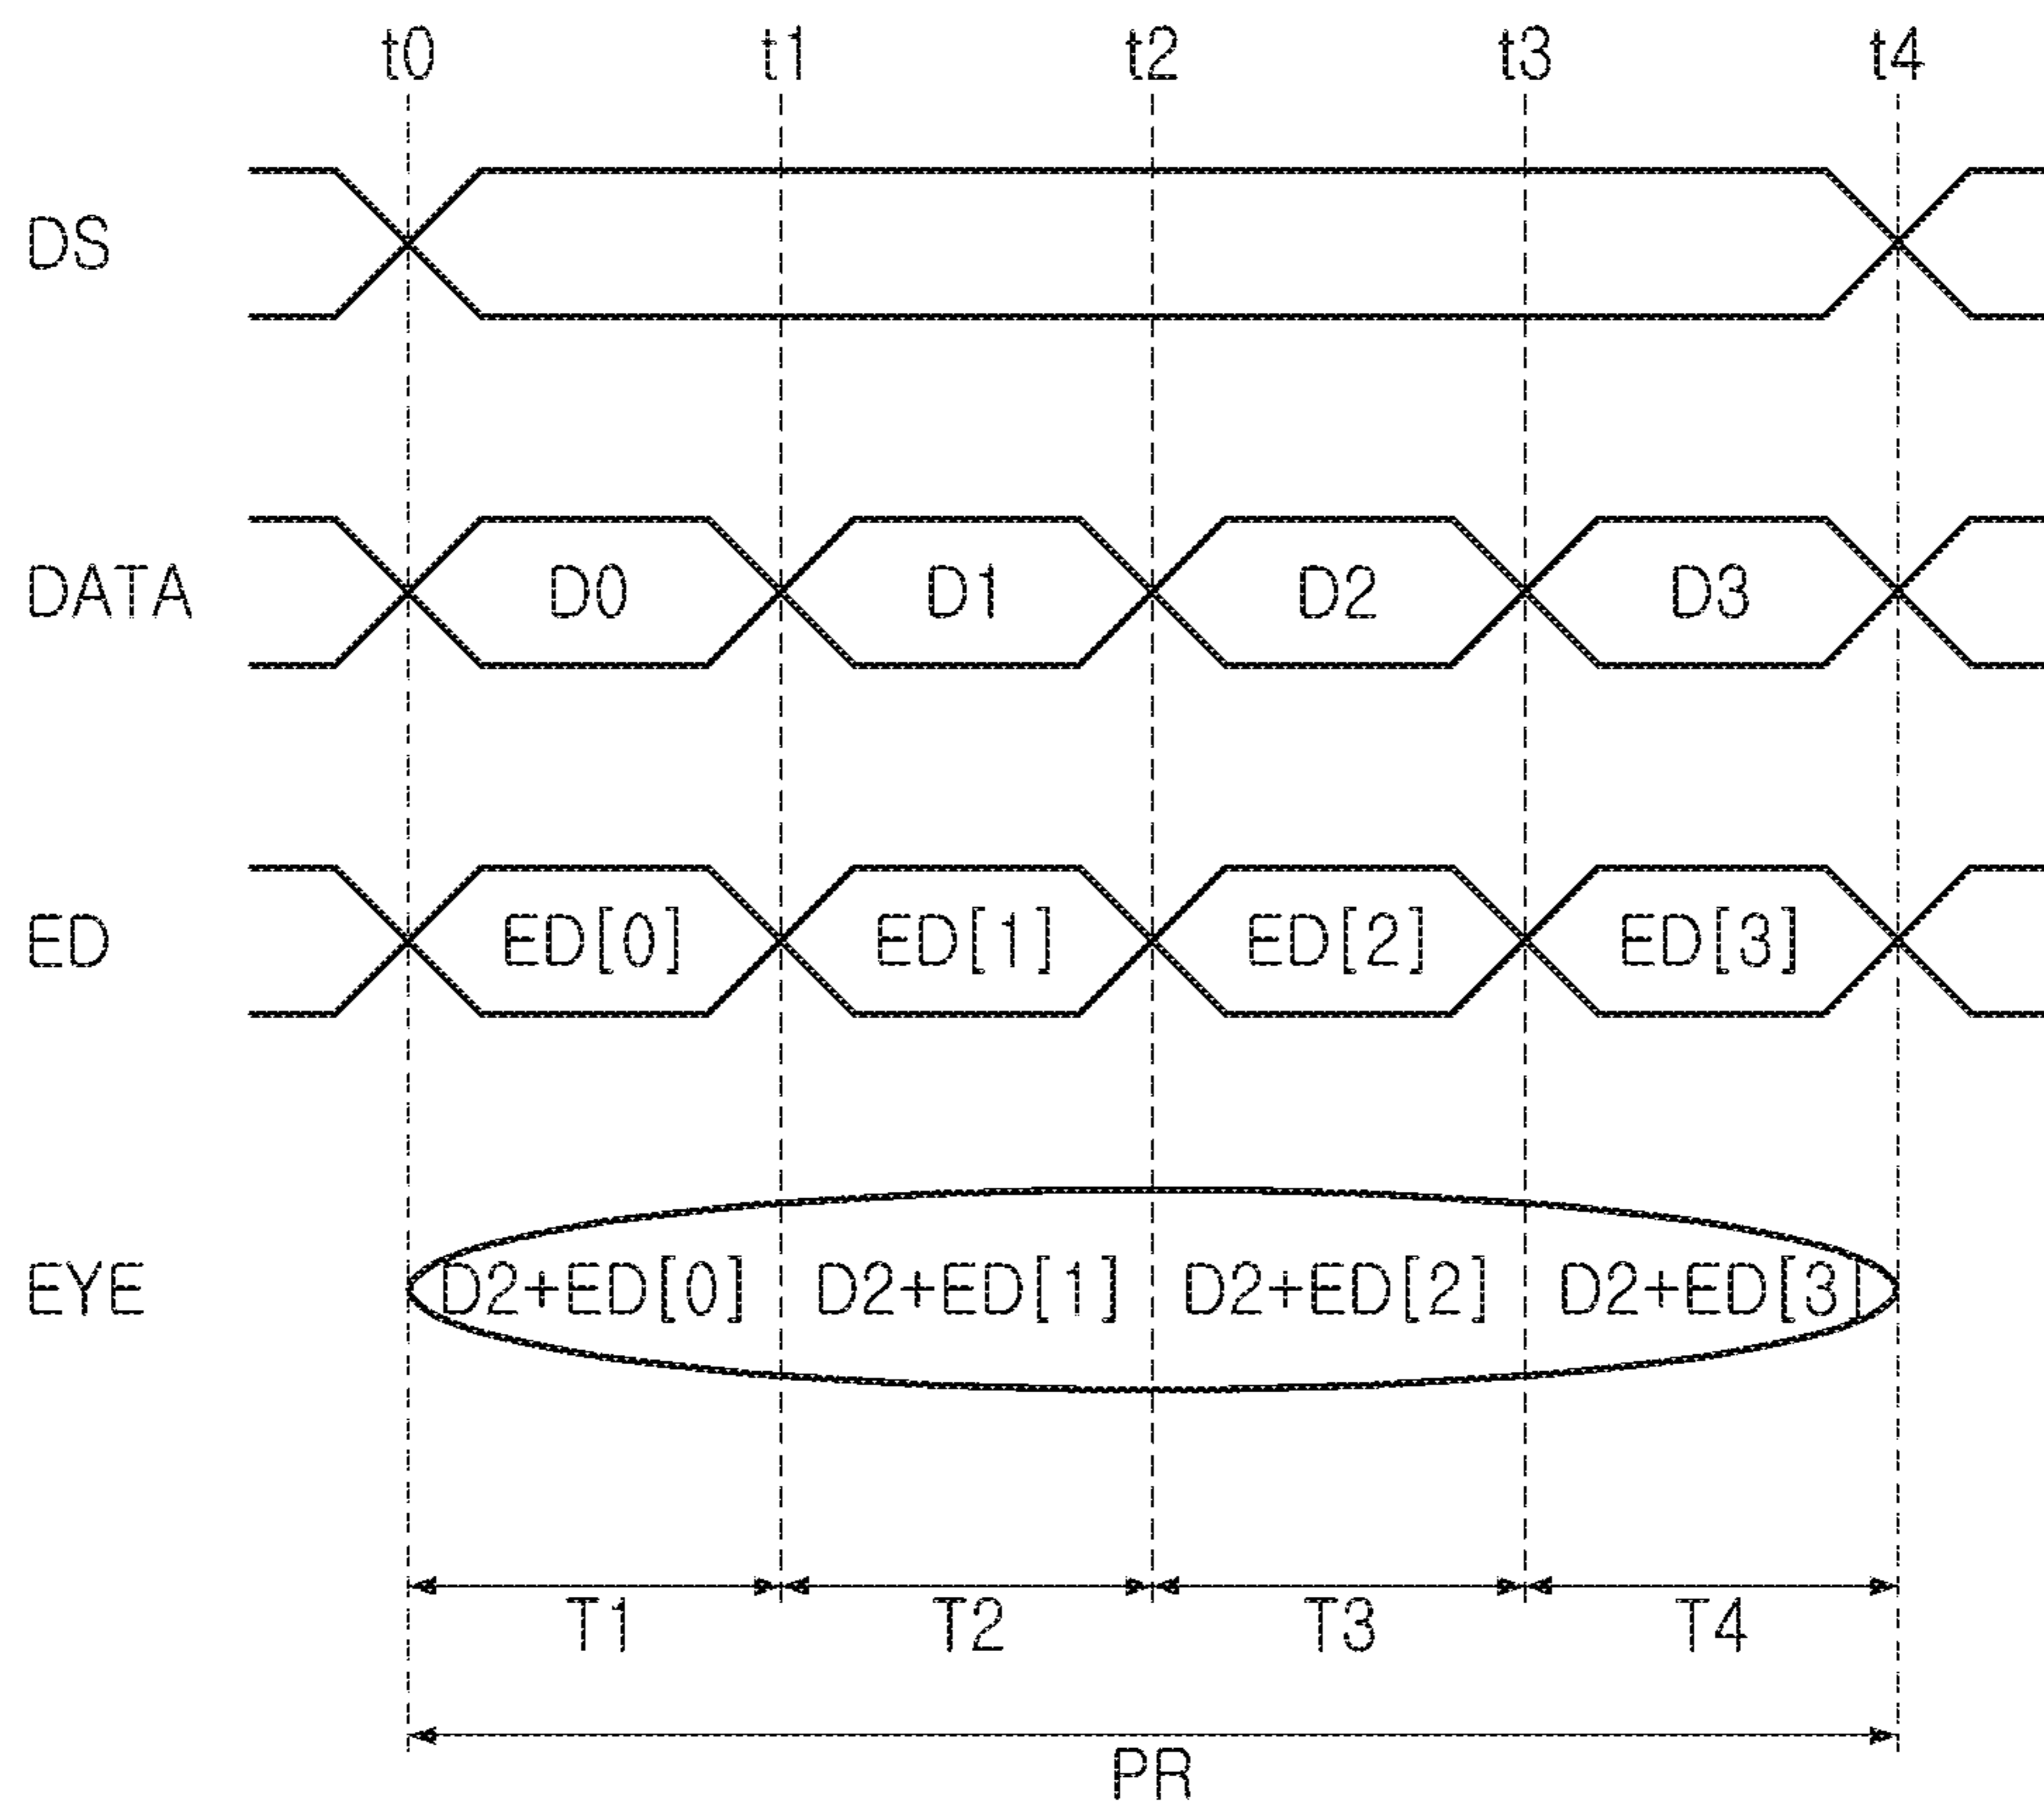 t0 t1 t2 t3 t4
DS
DATA D0 D1 D2 D3
ED ED[0] ED[1] ED[2] ED[3]
EYE D2+ED[0] D2+ED[1] D2+ED[2] D2+ED[3]
T1 T2 T3 T4
PR